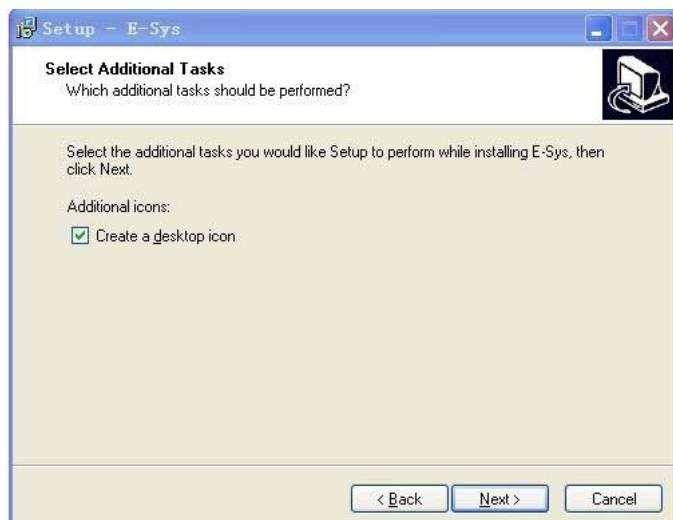 Setup - E-Sys
Select Additional Tasks
Which additional tasks should be performed?
Select the additional tasks you would like Setup to perform while installing E-Sys, then
click Next.
Additional icons:
Create a desktop icon
< Back
Next >
Cancel